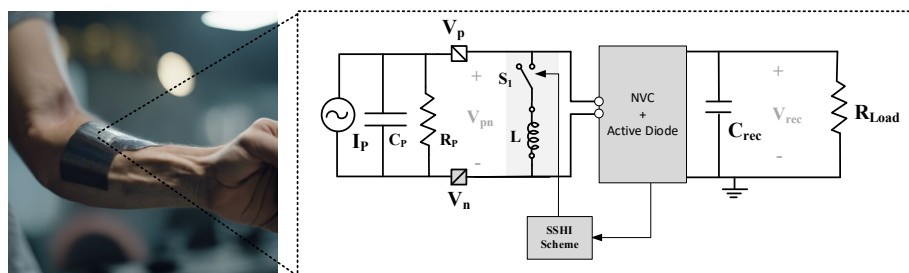 V_p
+
S_1
I_P
C_P
R_P
V_pn
L
-
V_n
NVC
+
Active Diode
+
C_rec
V_rec
R_Load
-
SSHI
Scheme